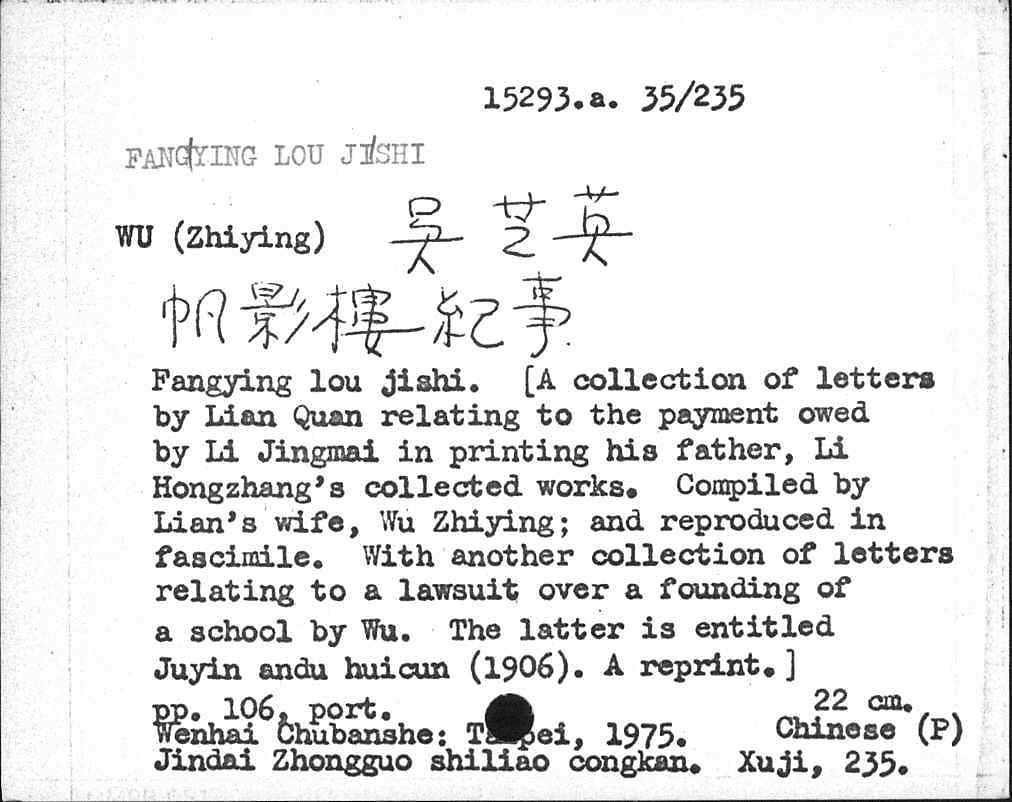 15293.a. 35/235
FANGYING LOU JISHI
WU (Zhiying) 吳芝英
帆影樓紀事
Fangying lou jishi. [A collection of letters
by Lian Quan relating to the payment owed
by Li Jingmai in printing his father, Li
Hongzhang's collected works. Compiled by
Lian's wife, Wu Zhiying; and reproduced in
fascimile. With another collection of letters
relating to a lawsuit over a founding of
a school by Wu. The latter is entitled
Juyin andu huicun (1906). A reprint.]
pp. 106, port. 22 cm.
Wenhai Chubanshe: Taipei, 1975. Chinese (P)
Jindai Zhongguo shiliao congkan. Xuji, 235.